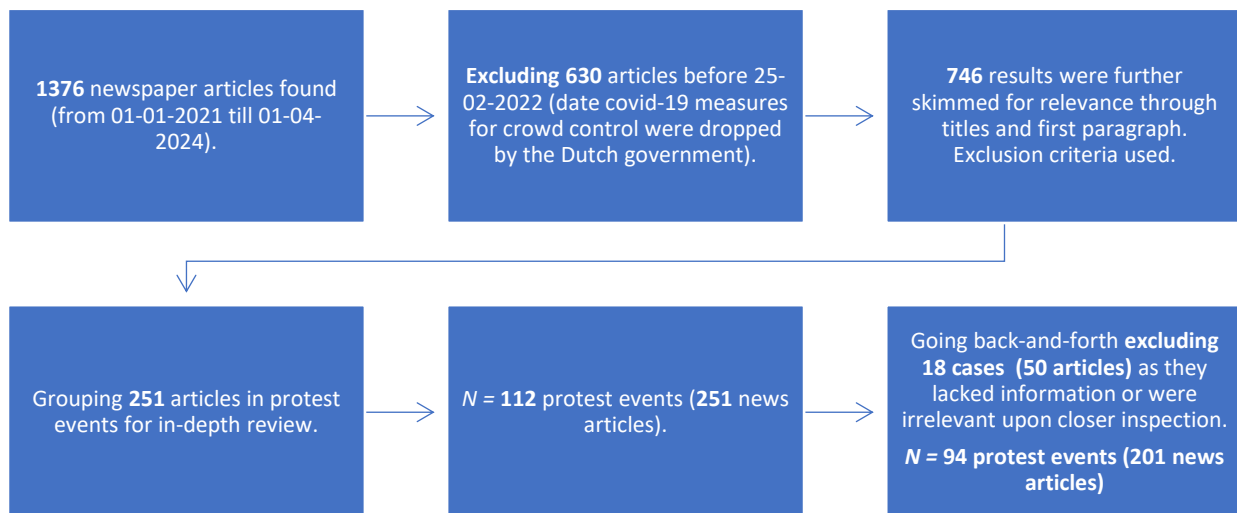 1376 newspaper articles found
(from 01-01-2021 till 01-04-
2024).
Excluding 630 articles before 25-
02-2022 (date covid-19 measures
for crowd control were dropped
by the Dutch government).
746 results were further
skimmed for relevance through
titles and first paragraph.
Exclusion criteria used.
Grouping 251 articles in protest
events for in-depth review.
N = 112 protest events (251 news
articles).
Going back-and-forth excluding
18 cases (50 articles) as they
lacked information or were
irrelevant upon closer inspection.
N = 94 protest events (201 news
articles)